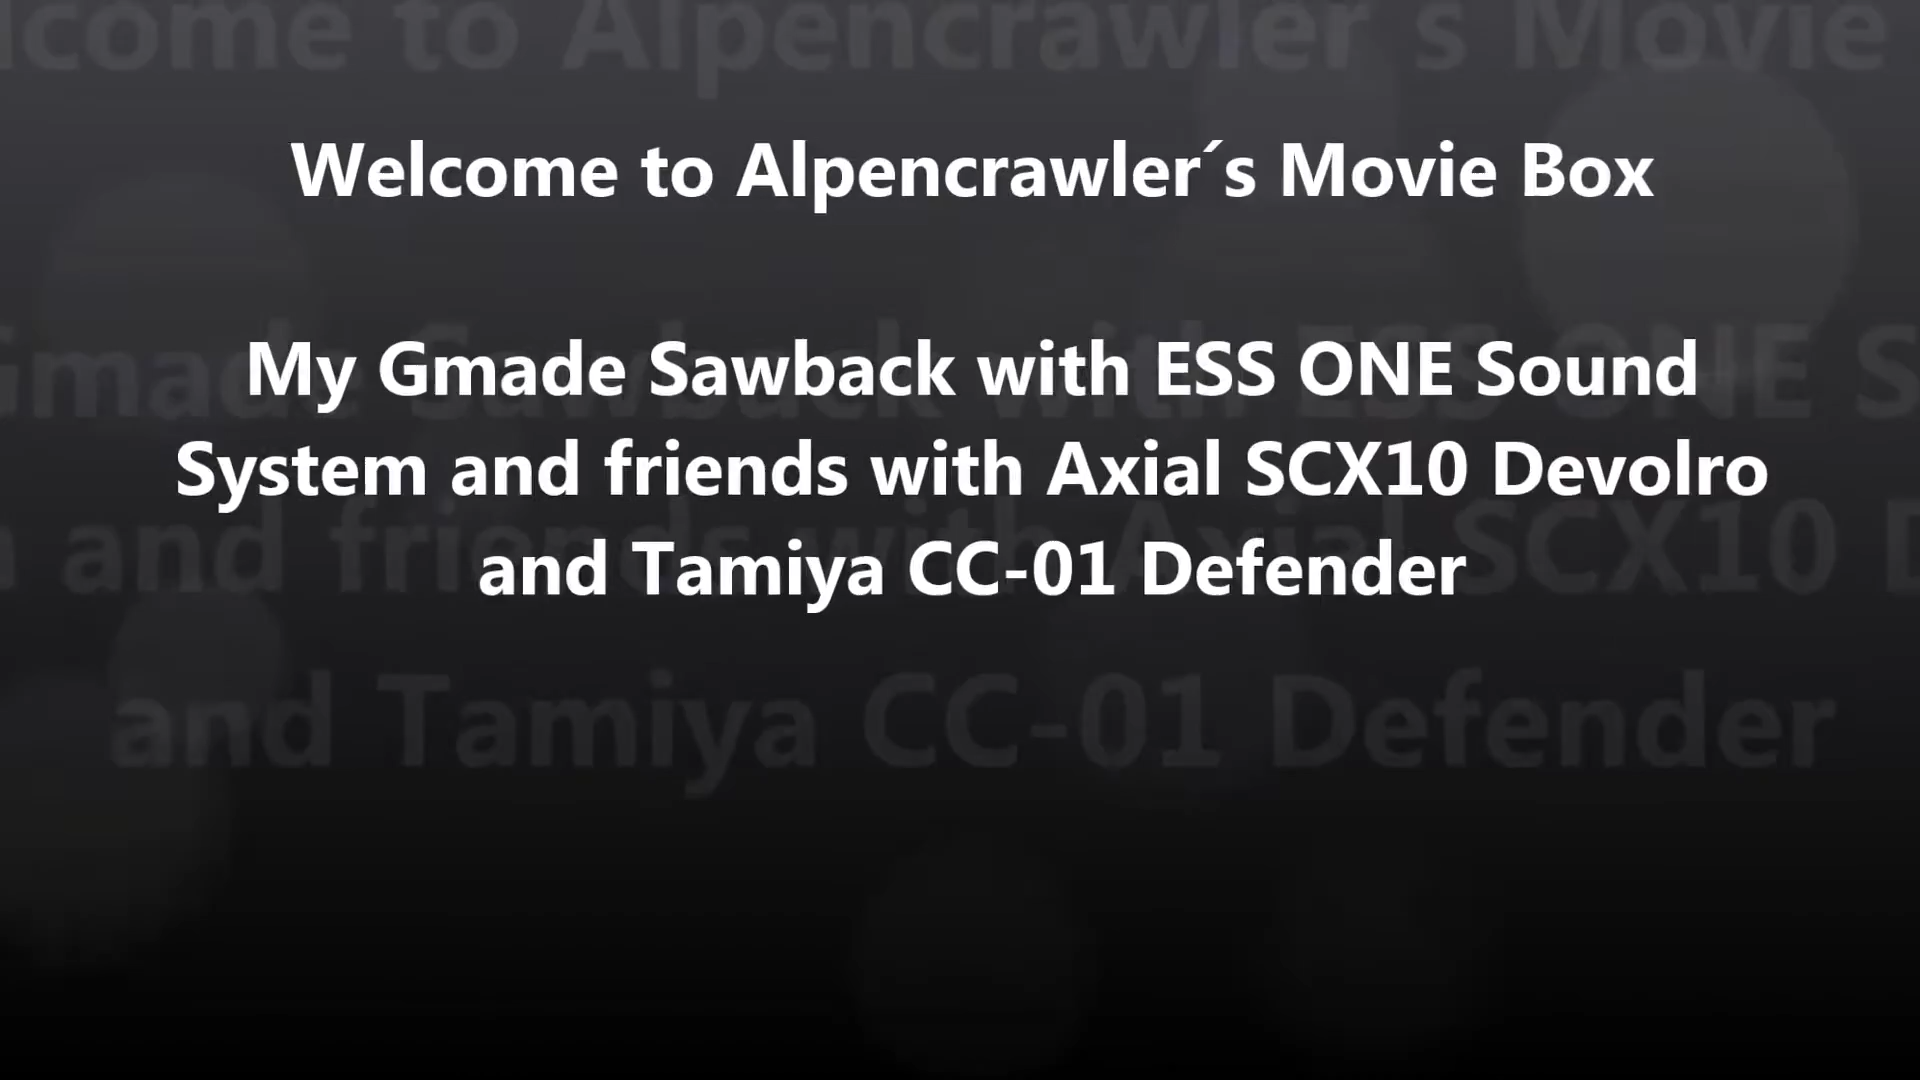 Welcome to Alpencrawler´s Movie Box
My Gmade Sawback with ESS ONE Sound
System and friends with Axial SCX10 Devolro
and Tamiya CC-01 Defender